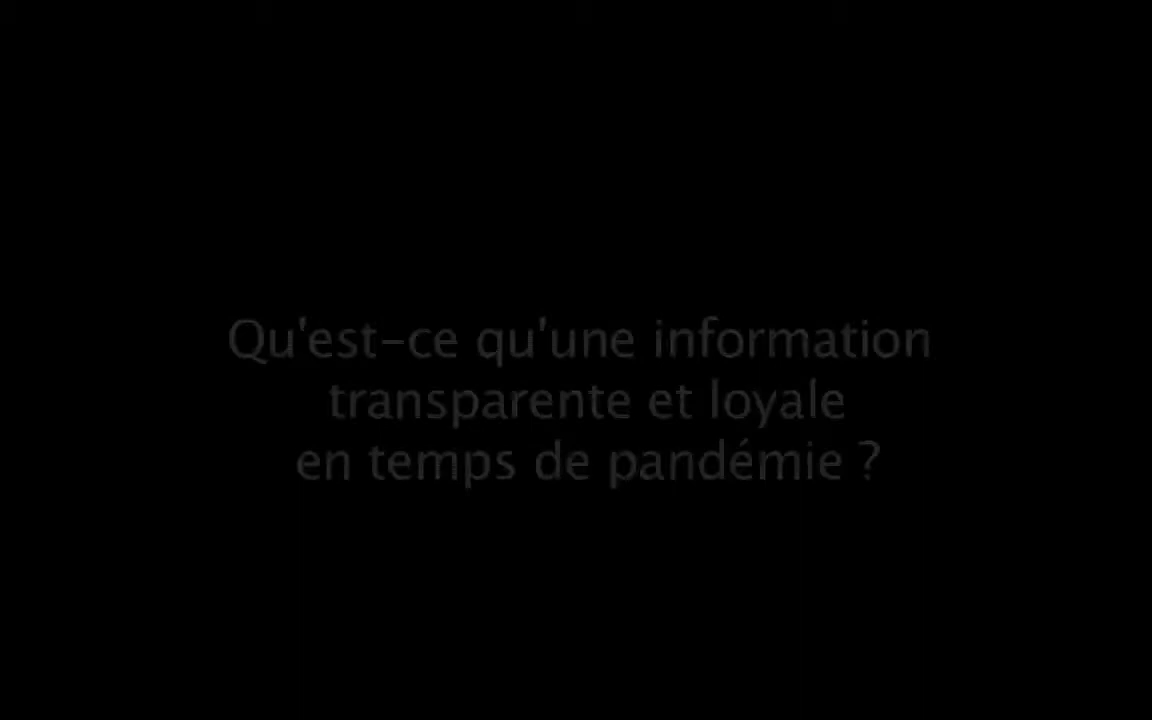 Qu'est-ce qu'une information
transparente et loyale
en temps de pandémie ?